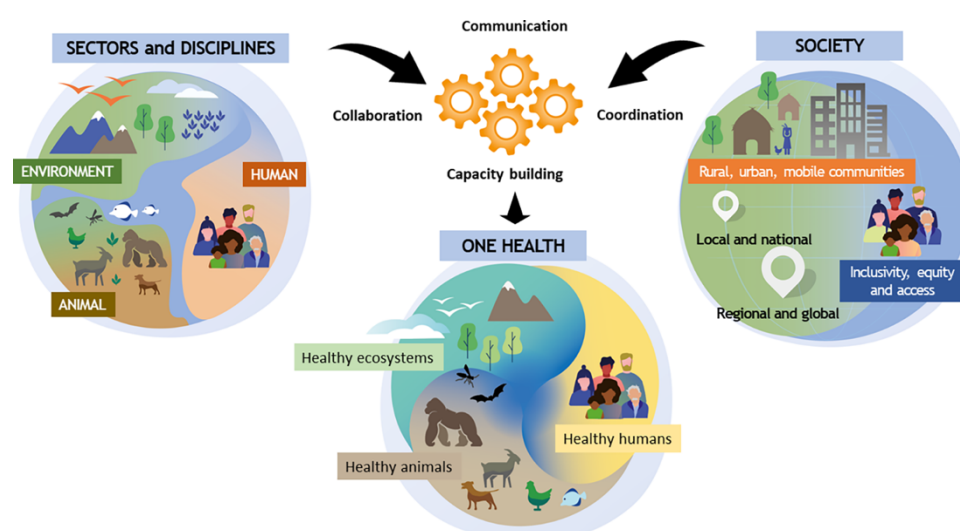 Communication
SECTORS and DISCIPLINES
SOCIETY
Collaboration
Coordination
ENVIRONMENT
HUMAN
Capacity building
Rural, urban, mobile communities
Local and national
ONE HEALTH
Inclusivity, equity
and access
ANIMAL
Regional and global
Healthy ecosystems
Healthy humans
Healthy animals